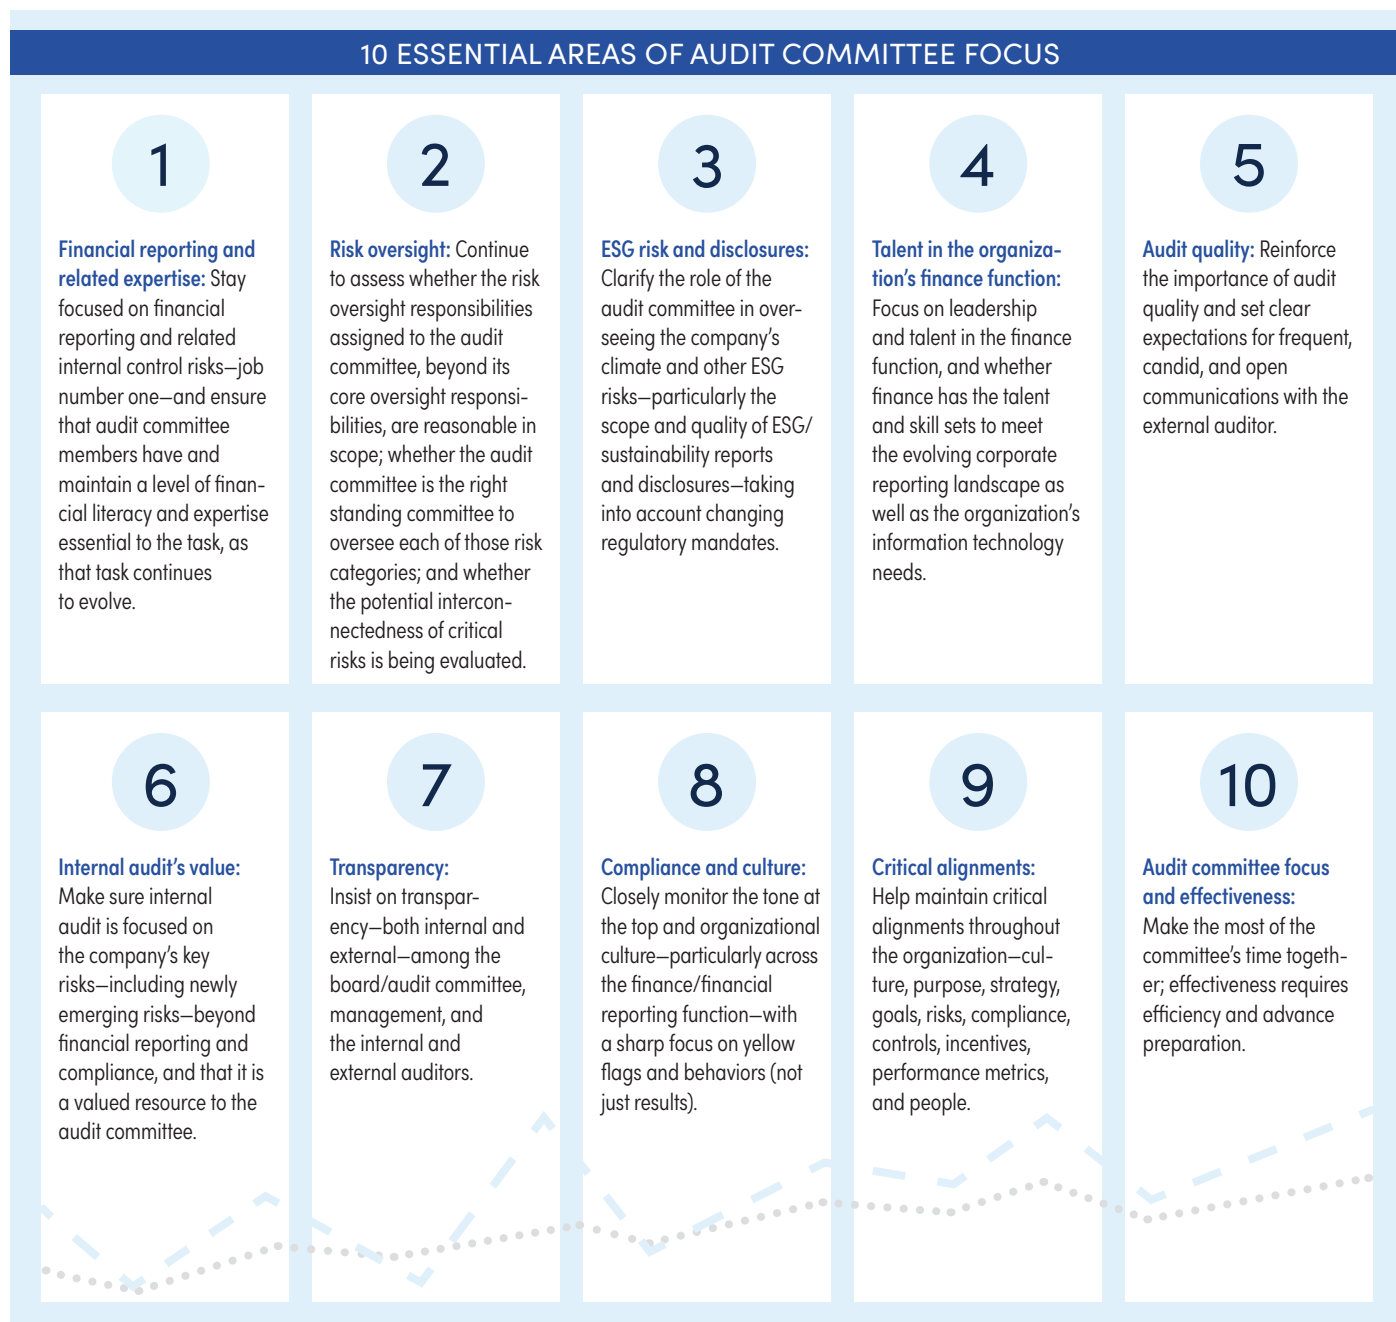 10 ESSENTIAL AREAS OF AUDIT COMMITTEE FOCUS
1
Financial reporting and
related expertise: Stay
focused on financial
reporting and related
internal control risks—job
number one—and ensure
that audit committee
members have and
maintain a level of finan-
cial literacy and expertise
essential to the task, as
that task continues
to evolve.
2
Risk oversight: Continue
to assess whether the risk
oversight responsibilities
assigned to the audit
committee, beyond its
core oversight responsi-
bilities, are reasonable in
scope; whether the audit
committee is the right
standing committee to
oversee each of those risk
categories; and whether
the potential intercon-
nectedness of critical
risks is being evaluated.
3
ESG risk and disclosures:
Clarify the role of the
audit committee in over-
seeing the company’s
climate and other ESG
risks—particularly the
scope and quality of ESG/
sustainability reports
and disclosures—taking
into account changing
regulatory mandates.
4
Talent in the organiza-
tion’s finance function:
Focus on leadership
and talent in the finance
function, and whether
finance has the talent
and skill sets to meet
the evolving corporate
reporting landscape as
well as the organization’s
information technology
needs.
5
Audit quality: Reinforce
the importance of audit
quality and set clear
expectations for frequent,
candid, and open
communications with the
external auditor.
6
Internal audit’s value:
Make sure internal
audit is focused on
the company’s key
risks—including newly
emerging risks—beyond
financial reporting and
compliance, and that it is
a valued resource to the
audit committee.
7
Transparency:
Insist on transpar-
ency—both internal and
external—among the
board/audit committee,
management, and
the internal and
external auditors.
8
Compliance and culture:
Closely monitor the tone at
the top and organizational
culture—particularly across
the finance/financial
reporting function—with
a sharp focus on yellow
flags and behaviors (not
just results).
9
Critical alignments:
Help maintain critical
alignments throughout
the organization—cul-
ture, purpose, strategy,
goals, risks, compliance,
controls, incentives,
performance metrics,
and people.
10
Audit committee focus
and effectiveness:
Make the most of the
committee’s time togeth-
er; effectiveness requires
efficiency and advance
preparation.